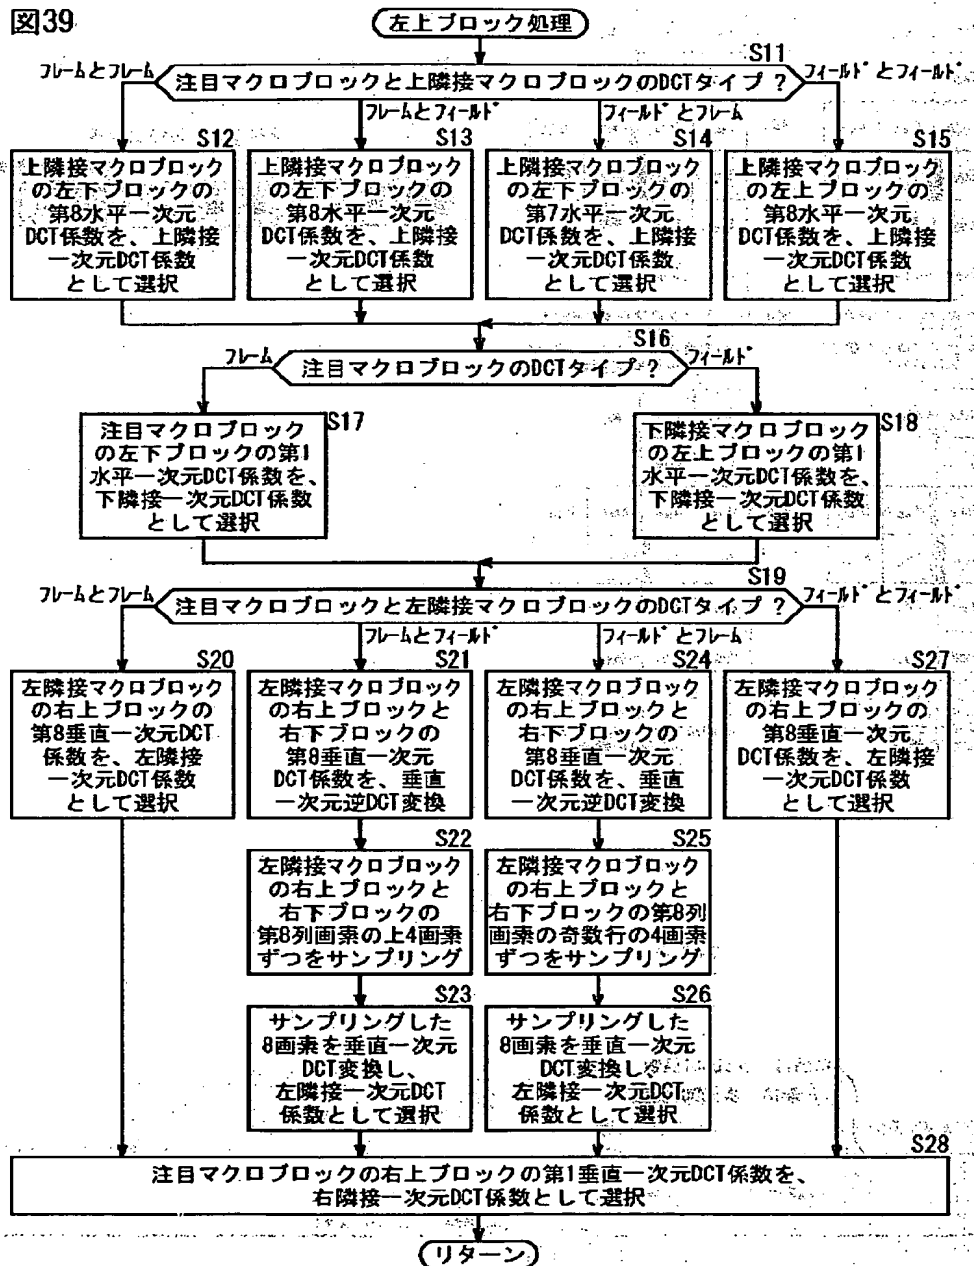 図39
左上ブロック処理
S11
注目マクロブロックと上隣接マクロブロックのDCTタイプ?
フレームとフレーム
フレームとフィールド
フィールドとフレーム
フィールドとフィールド
S12
上隣接マクロブロック
の左下ブロックの
第8水平一次元
DCT係数を、上隣接
一次元DCT係数
として選択
S13
上隣接マクロブロック
の左下ブロックの
第8水平一次元
DCT係数を、上隣接
一次元DCT係数
として選択
S14
上隣接マクロブロック
の左下ブロックの
第7水平一次元
DCT係数を、上隣接
一次元DCT係数
として選択
S15
上隣接マクロブロック
の左上ブロックの
第8水平一次元
DCT係数を、上隣接
一次元DCT係数
として選択
S16
注目マクロブロックのDCTタイプ?
フレーム
フィールド
S17
注目マクロブロック
の左下ブロックの第1
水平一次元DCT係数を、
下隣接一次元DCT係数
として選択
S18
下隣接マクロブロック
の左上ブロックの第1
水平一次元DCT係数を、
下隣接一次元DCT係数
として選択
S19
注目マクロブロックと左隣接マクロブロックのDCTタイプ?
フレームとフレーム
フレームとフィールド
フィールドとフレーム
フィールドとフィールド
S20
左隣接マクロブロック
の右上ブロックの
第8垂直一次元DCT
係数を、左隣接
一次元DCT係数
として選択
S21
左隣接マクロブロック
の右上ブロックと
右下ブロックの
第8垂直一次元
DCT係数を、垂直
一次元逆DCT変換
S24
左隣接マクロブロック
の右上ブロックと
右下ブロックの
第8垂直一次元
DCT係数を、垂直
一次元逆DCT変換
S27
左隣接マクロブロック
の右上ブロックの
第8垂直一次元
DCT係数を、左隣接
一次元DCT係数
として選択
S22
左隣接マクロブロック
の右上ブロックと
右下ブロックの
第8列画素の上4画素
ずつをサンプリング
S25
左隣接マクロブロック
の右上ブロックと
右下ブロックの第8列
画素の奇数行の4画素
ずつをサンプリング
S23
サンプリングした
8画素を垂直一次元
DCT変換し、
左隣接一次元DCT
係数として選択
S26
サンプリングした
8画素を垂直一次元
DCT変換し、
左隣接一次元DCT
係数として選択
S28
注目マクロブロックの右上ブロックの第1垂直一次元DCT係数を、
右隣接一次元DCT係数として選択
リターン